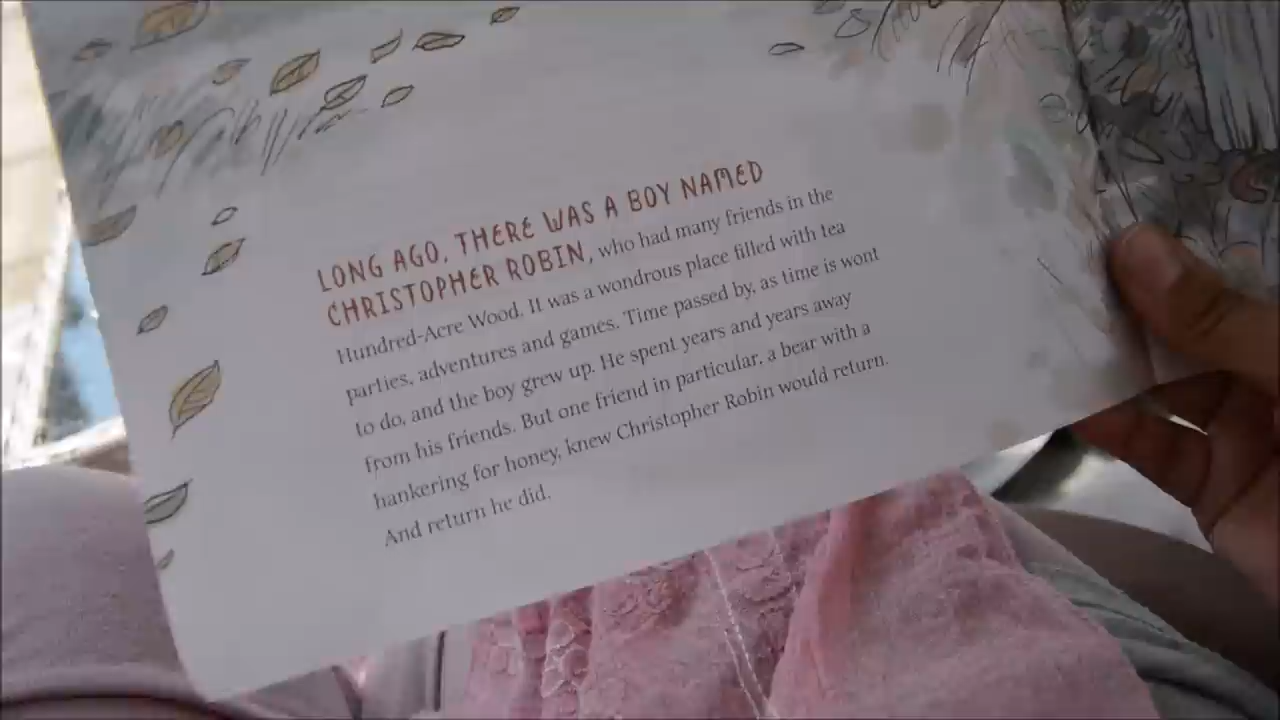 LONG AGO, THERE WAS A BOY NAMED
CHRISTOPHER ROBIN, who had many friends in the
Hundred-Acre Wood. It was a wondrous place filled with tea
parties, adventures and games. Time passed by, as time is wont
to do, and the boy grew up. He spent years and years away
from his friends. But one friend in particular, a bear with a
hankering for honey, knew Christopher Robin would return.
And return he did.